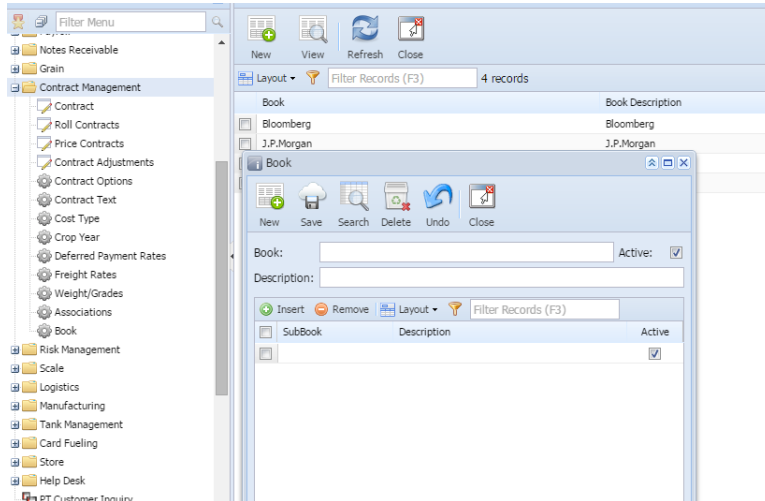 Filter Menu
Notes Receivable
Grain
Contract Management
Contract
Roll Contracts
Price Contracts
Contract Adjustments
Contract Options
Contract Text
Cost Type
Crop Year
Deferred Payment Rates
Freight Rates
Weight/Grades
Associations
Book
Risk Management
Scale
Logistics
Manufacturing
Tank Management
Card Fueling
Store
Help Desk
PT Customer Inquiry
New View Refresh Close
Layout Filter Records (F3) 4 records
Book Book Description
Bloomberg Bloomberg
J.P.Morgan J.P.Morgan
Book
New Save Search Delete Undo Close
Book: Active:
Description:
Insert Remove Layout Filter Records (F3)
SubBook Description Active